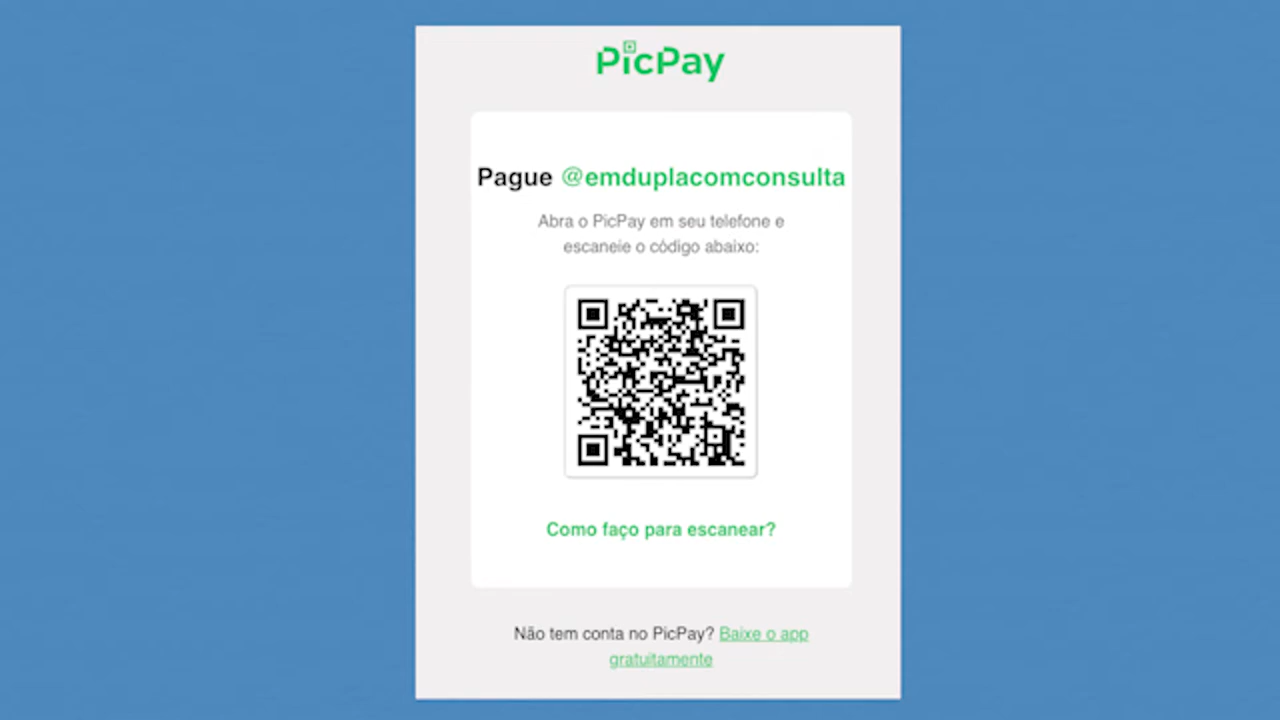 PicPay
Pague @emduplacomconsulta
Abra o PicPay em seu telefone e
escaneie o código abaixo:
Como faço para escanear?
Não tem conta no PicPay? Baixe o app
gratuitamente